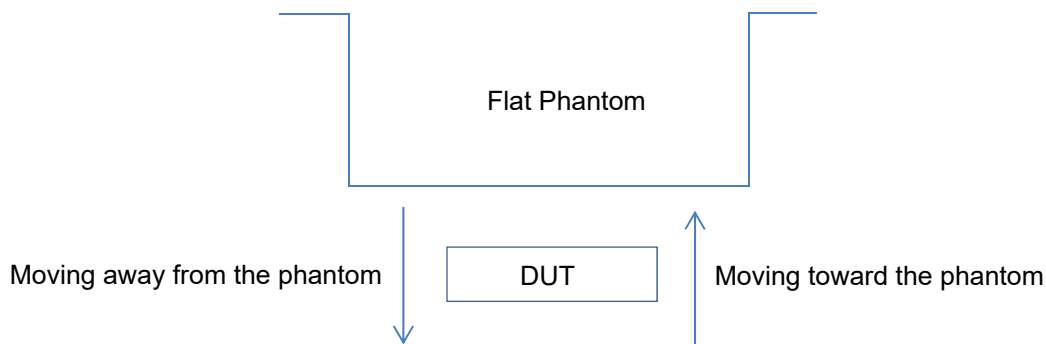 Flat Phantom
Moving away from the phantom
DUT
Moving toward the phantom